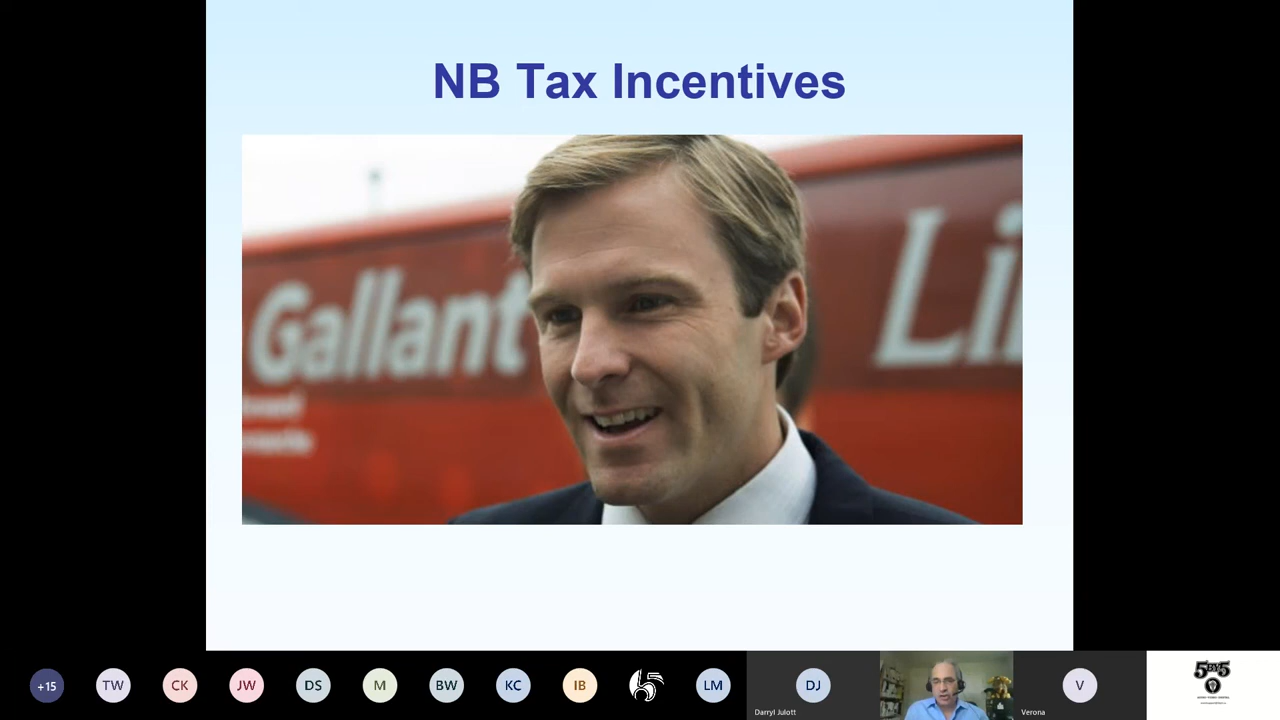 NB Tax Incentives
Gallant
Li
+15
TW
CK
JW
DS
M
BW
KC
IB
LM
DJ
Darryl Julott
V
Verona
5BY5